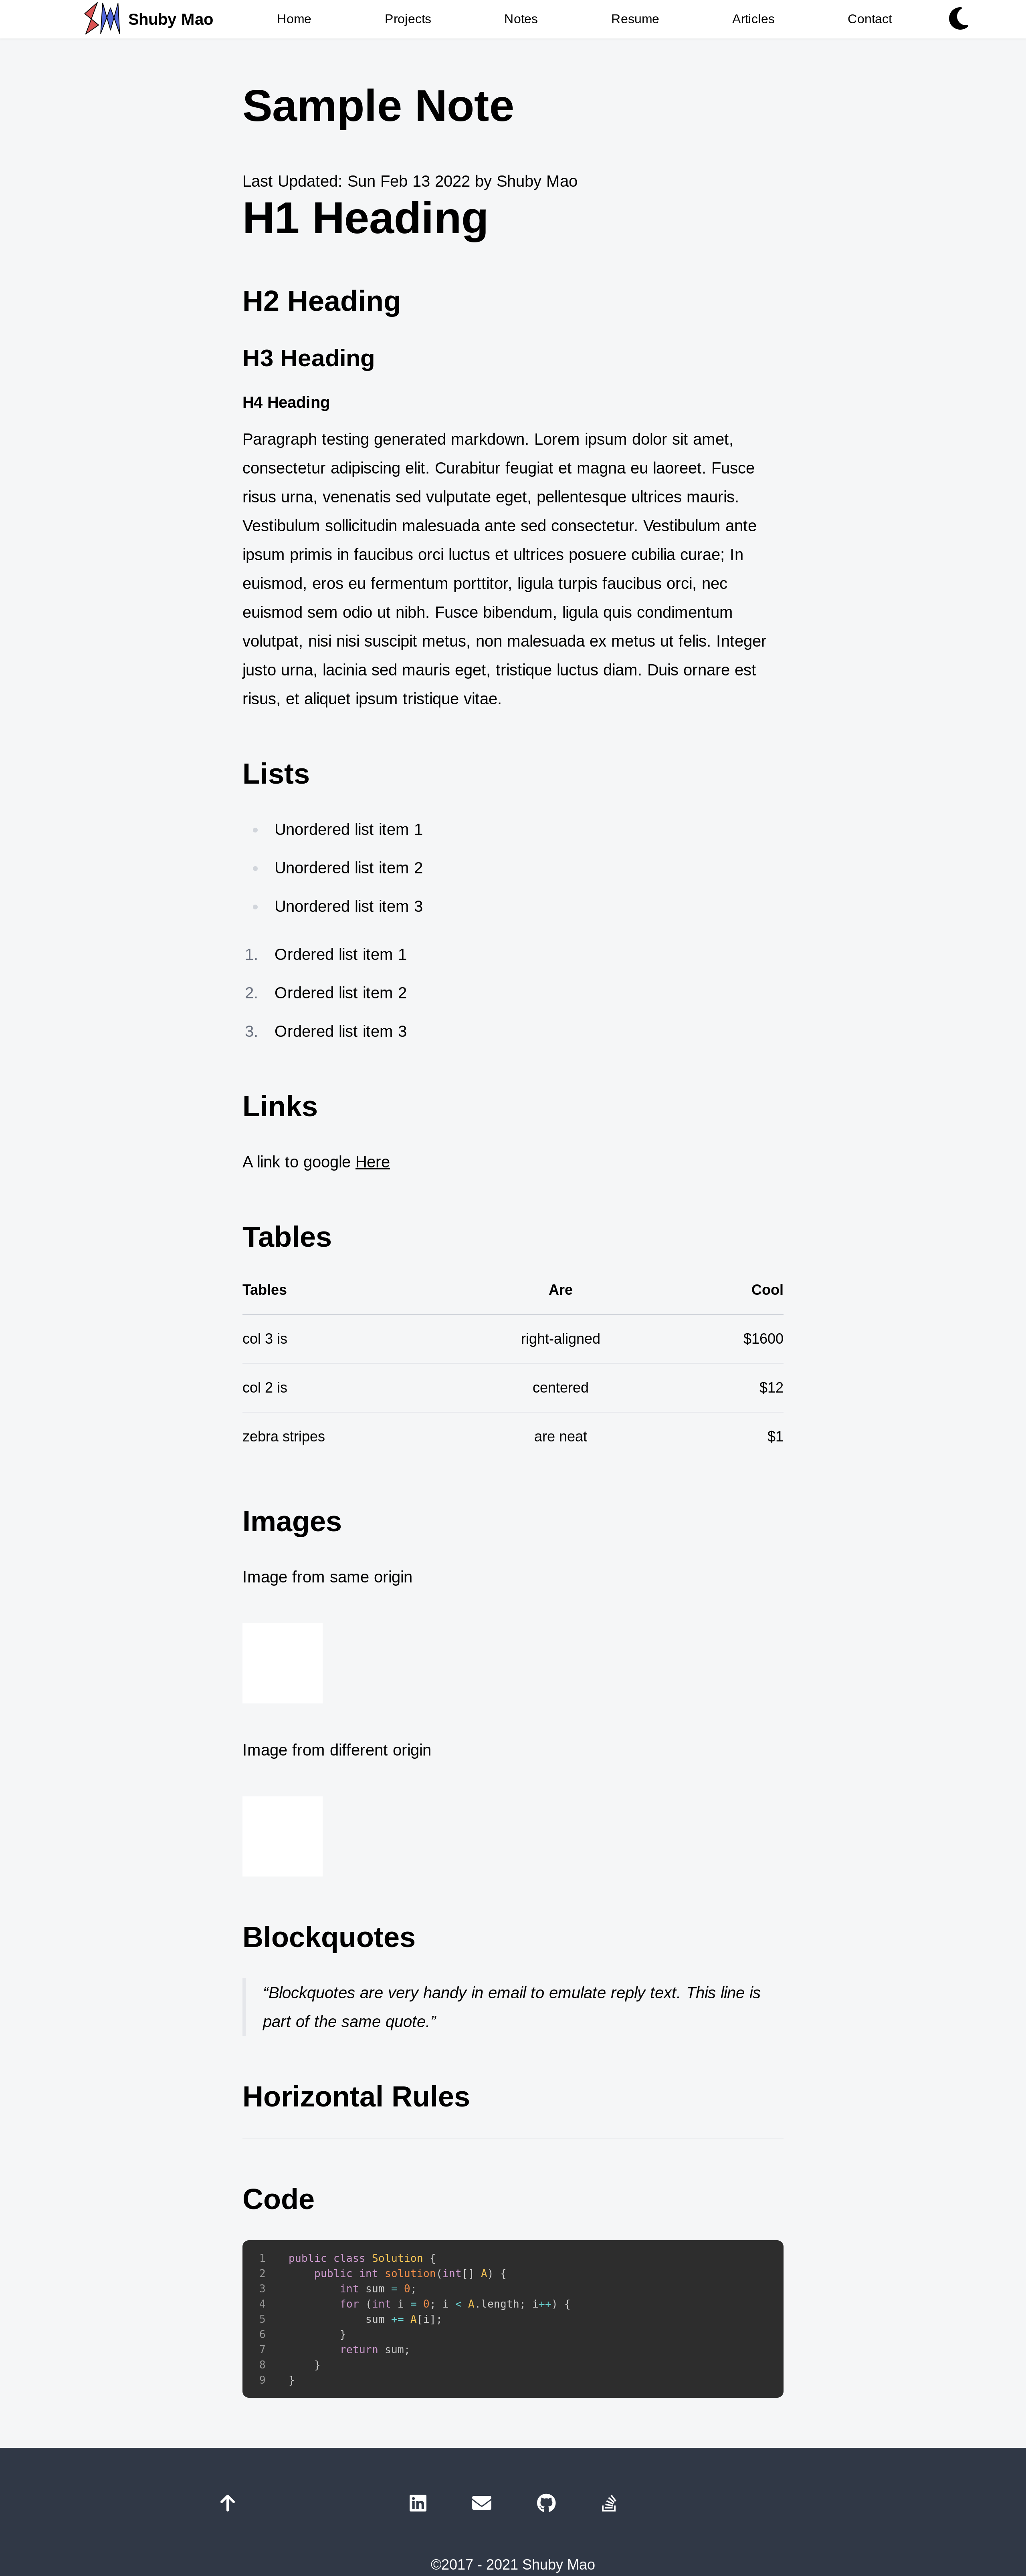 Shuby Mao Home Projects Notes Resume Articles Contact
Sample Note
Last Updated: Sun Feb 13 2022 by Shuby Mao
H1 Heading
H2 Heading
H3 Heading
H4 Heading
Paragraph testing generated markdown. Lorem ipsum dolor sit amet,
consectetur adipiscing elit. Curabitur feugiat et magna eu laoreet. Fusce
risus urna, venenatis sed vulputate eget, pellentesque ultrices mauris.
Vestibulum sollicitudin malesuada ante sed consectetur. Vestibulum ante
ipsum primis in faucibus orci luctus et ultrices posuere cubilia curae; In
euismod, eros eu fermentum porttitor, ligula turpis faucibus orci, nec
euismod sem odio ut nibh. Fusce bibendum, ligula quis condimentum
volutpat, nisi nisi suscipit metus, non malesuada ex metus ut felis. Integer
justo urna, lacinia sed mauris eget, tristique luctus diam. Duis ornare est
risus, et aliquet ipsum tristique vitae.
Lists
• Unordered list item 1
• Unordered list item 2
• Unordered list item 3
1. Ordered list item 1
2. Ordered list item 2
3. Ordered list item 3
Links
A link to google Here
Tables
Tables Are Cool
col 3 is right-aligned $1600
col 2 is centered $12
zebra stripes are neat $1
Images
Image from same origin
Image from different origin
Blockquotes
“Blockquotes are very handy in email to emulate reply text. This line is
part of the same quote.”
Horizontal Rules
Code
1 public class Solution {
2     public int solution(int[] A) {
3         int sum = 0;
4         for (int i = 0; i < A.length; i++) {
5             sum += A[i];
6         }
7         return sum;
8     }
9 }
©2017 - 2021 Shuby Mao